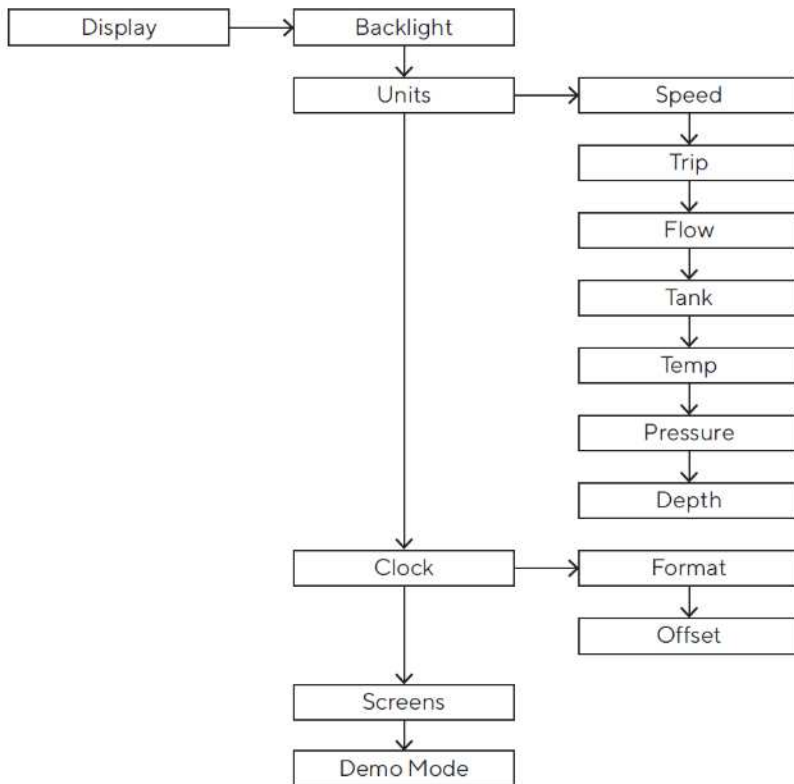 Display
Backlight
Units
Speed
Trip
Flow
Tank
Temp
Pressure
Depth
Clock
Format
Offset
Screens
Demo Mode